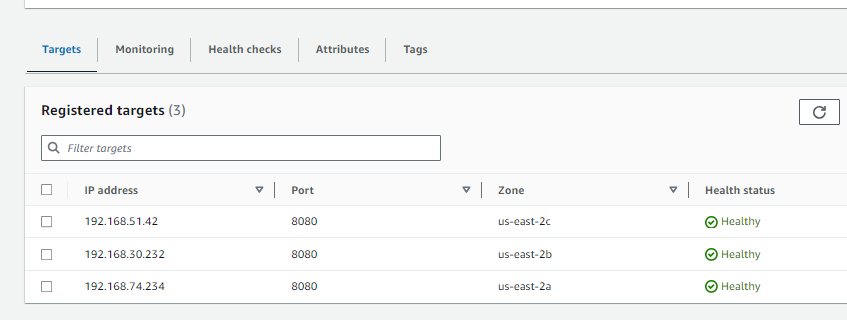 Targets Monitoring Health checks Attributes Tags
Registered targets (3)
Filter targets
IP address Port Zone Health status
192.168.51.42 8080 us-east-2c Healthy
192.168.30.232 8080 us-east-2b Healthy
192.168.74.234 8080 us-east-2a Healthy